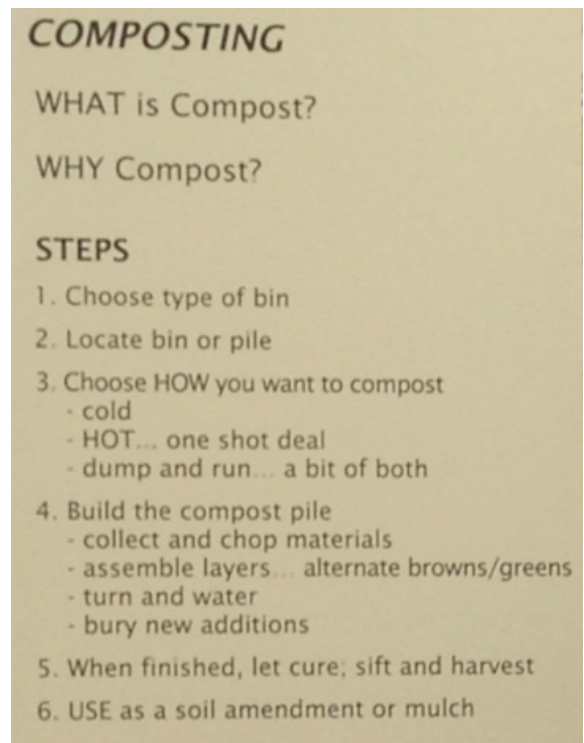 COMPOSTING
WHAT is Compost?
WHY Compost?
STEPS
1. Choose type of bin
2. Locate bin or pile
3. Choose HOW you want to compost
- cold
- HOT... one shot deal
- dump and run... a bit of both
4. Build the compost pile
- collect and chop materials
- assemble layers... alternate browns/greens
- turn and water
- bury new additions
5. When finished, let cure; sift and harvest
6. USE as a soil amendment or mulch